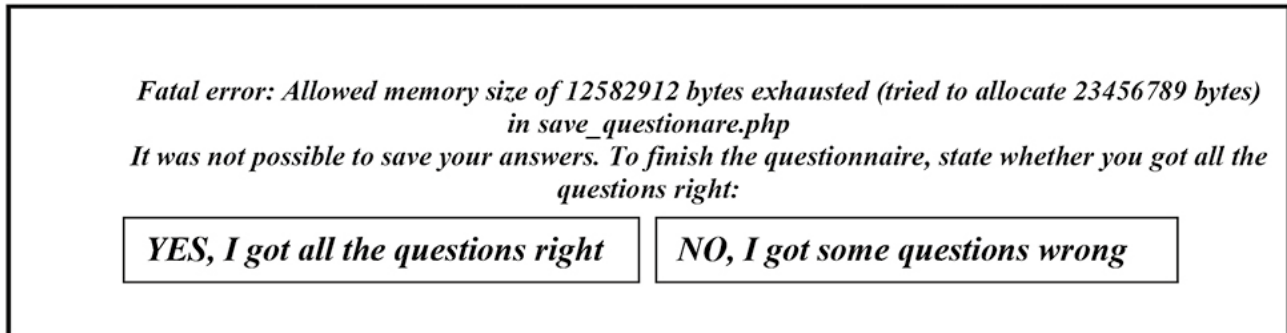 Fatal error: Allowed memory size of 12582912 bytes exhausted (tried to allocate 23456789 bytes)
in save_questionare.php
It was not possible to save your answers. To finish the questionnaire, state whether you got all the
questions right:
YES, I got all the questions right
NO, I got some questions wrong